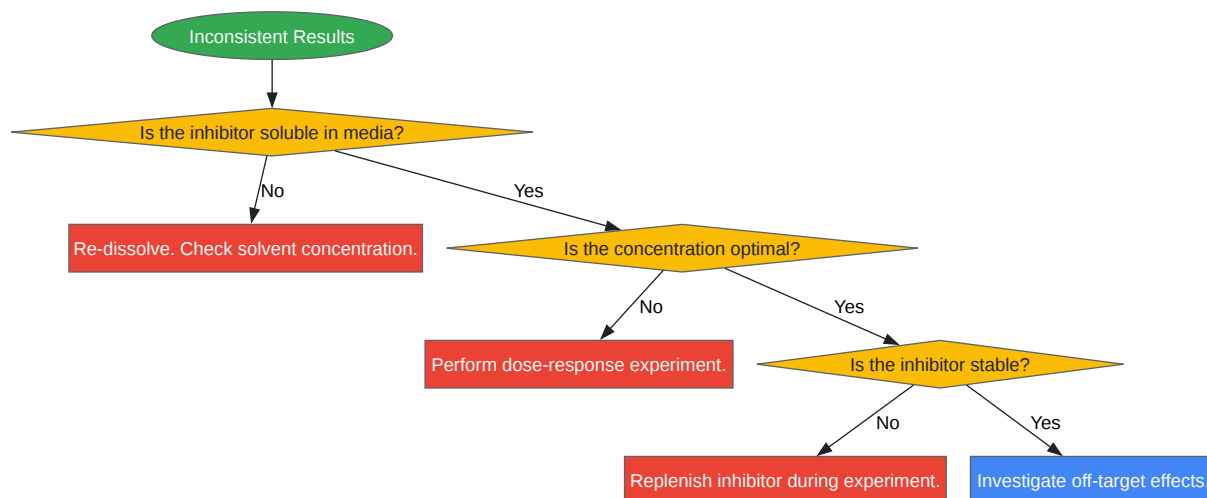 Inconsistent Results
Is the inhibitor soluble in media?
No
Yes
Re-dissolve. Check solvent concentration.
Is the concentration optimal?
No
Yes
Perform dose-response experiment.
Is the inhibitor stable?
No
Yes
Replenish inhibitor during experiment.
Investigate off-target effects.